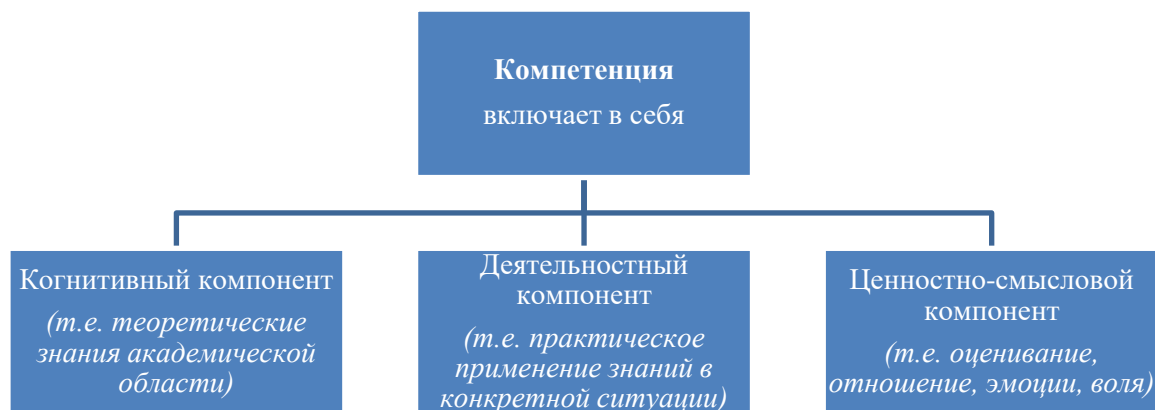 Компетенция
включает в себя
Когнитивный компонент
(т.е. теоретические
знания академической
области)
Деятельностный
компонент
(т.е. практическое
применение знаний в
конкретной ситуации)
Ценностно-смысловой
компонент
(т.е. оценивание,
отношение, эмоции, воля)